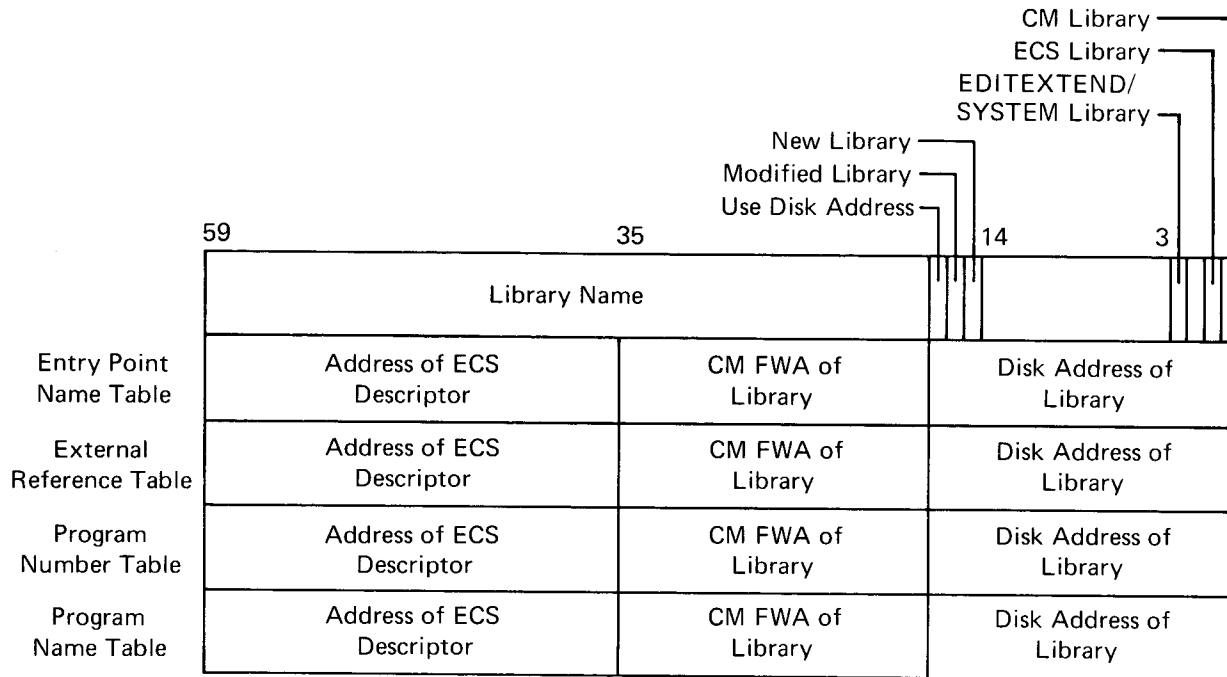 CM Library
ECS Library
EDITEXTEND/
SYSTEM Library
New Library
Modified Library
Use Disk Address
59 35 14 3
Library Name
Entry Point
Name Table
Address of ECS
Descriptor
CM FWA of
Library
Disk Address of
Library
External
Reference Table
Address of ECS
Descriptor
CM FWA of
Library
Disk Address of
Library
Program
Number Table
Address of ECS
Descriptor
CM FWA of
Library
Disk Address of
Library
Program
Name Table
Address of ECS
Descriptor
CM FWA of
Library
Disk Address of
Library